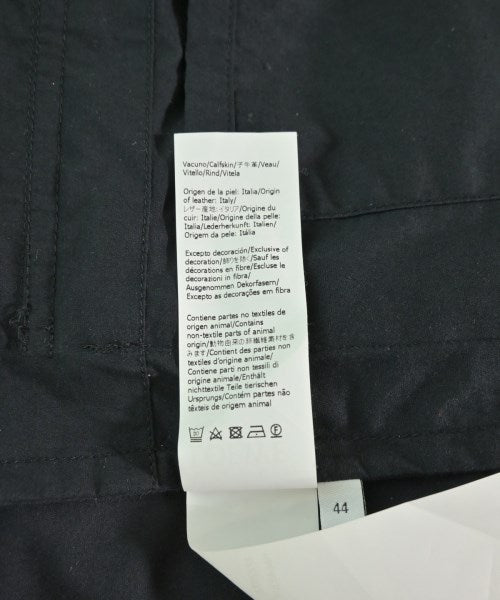 Vacuno/Calfskin/子牛革/Veau/
Vitello/Rind/Vitela
Origen de la piel: Italia/Origin
of leather: Italy/
レザー産地:イタリア/Origine du
cuir: Italie/Origine della pelle:
Italia/Lederherkunft: Italien/
Origem da pele: Itália
Excepto decoración/Exclusive of
decoration/飾りを除く/Sauf les
décorations en fibre/Escluse le
decorazioni in fibra/
Ausgenommen Dekorfasern/
Excepto as decorações em fibra
Contiene partes no textiles de
origen animal/Contains
non-textile parts of animal
origin/動物由来の非繊維素材を含
みます/Contient des parties non
textiles d'origine animale/
Contiene parti non tessili di
origine animale/Enthält
nichttextile Teile tierischen
Ursprungs/Contém partes não
têxteis de origem animal
30
44